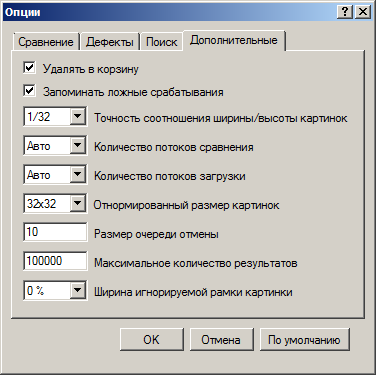 Опции
Сравнение Дефекты Поиск Дополнительные
Удалять в корзину
Запоминать ложные срабатывания
1/32 Точность соотношения ширины/высоты картинок
Авто Количество потоков сравнения
Авто Количество потоков загрузки
32x32 Отнормированный размер картинок
10 Размер очереди отмены
100000 Максимальное количество результатов
0 % Ширина игнорируемой рамки картинки
OK Отмена По умолчанию